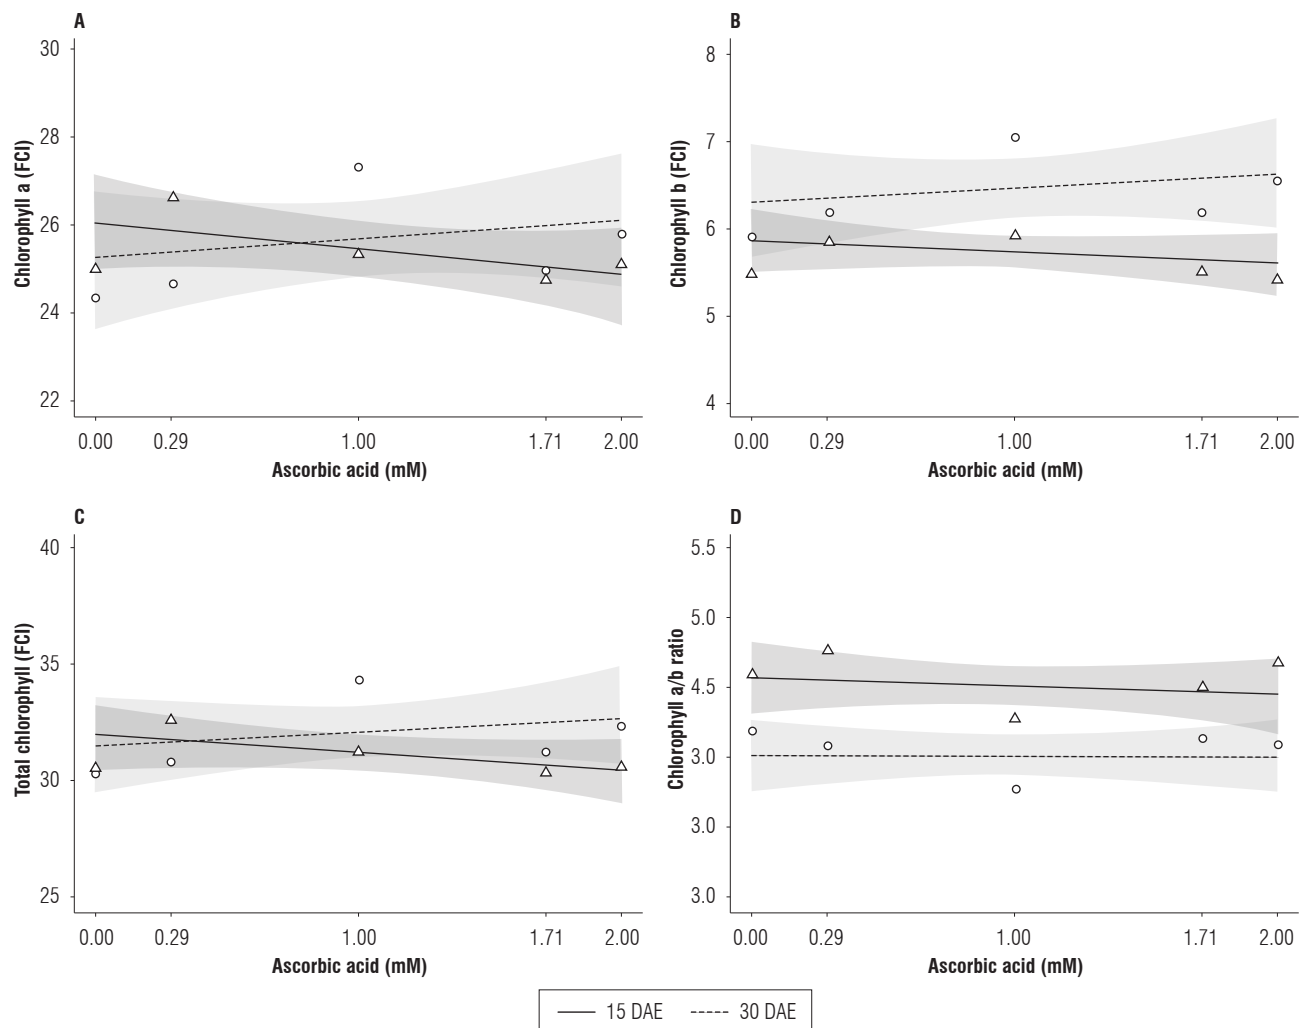 A
Chlorophyll a (FCI)
30
28
26
24
22
0.00 0.29 1.00 1.71 2.00
Ascorbic acid (mM)
B
Chlorophyll b (FCI)
8
7
6
5
4
0.00 0.29 1.00 1.71 2.00
Ascorbic acid (mM)
C
Total chlorophyll (FCI)
40
35
30
25
0.00 0.29 1.00 1.71 2.00
Ascorbic acid (mM)
D
Chlorophyll a/b ratio
5.5
5.0
4.5
3.0
3.0
3.0
0.00 0.29 1.00 1.71 2.00
Ascorbic acid (mM)
15 DAE 30 DAE